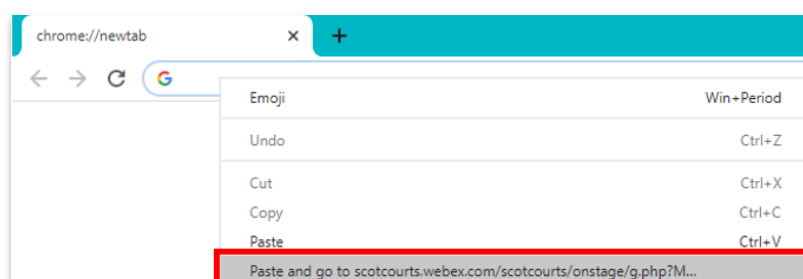 chrome://newtab
Emoji Win+Period
Undo Ctrl+Z
Cut Ctrl+X
Copy Ctrl+C
Paste Ctrl+V
Paste and go to scotcourts.webex.com/scotcourts/onstage/g.php?M...